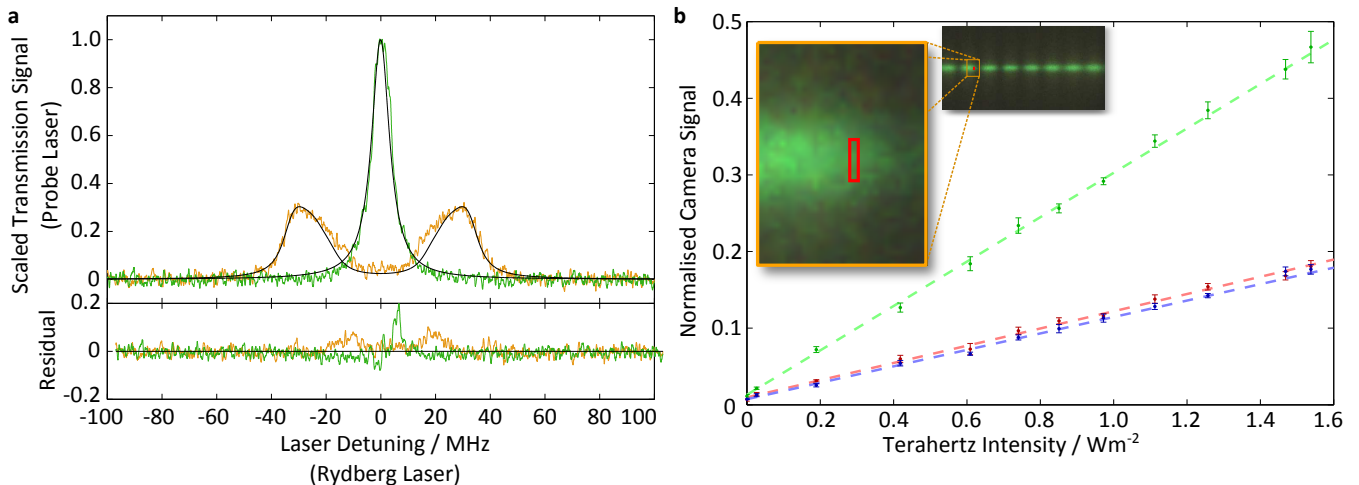 a
Scaled Transmission Signal
(Probe Laser)
1.0
0.8
0.6
0.4
0.2
0
Residual
0.2
0
-0.2
-100 -80 -60 -40 -20 0 20 40 60 80 100
Laser Detuning / MHz
(Rydberg Laser)
b
Normalised Camera Signal
0.5
0.4
0.3
0.2
0.1
0
0 0.2 0.4 0.6 0.8 1.0 1.2 1.4 1.6
Terahertz Intensity / Wm⁻²